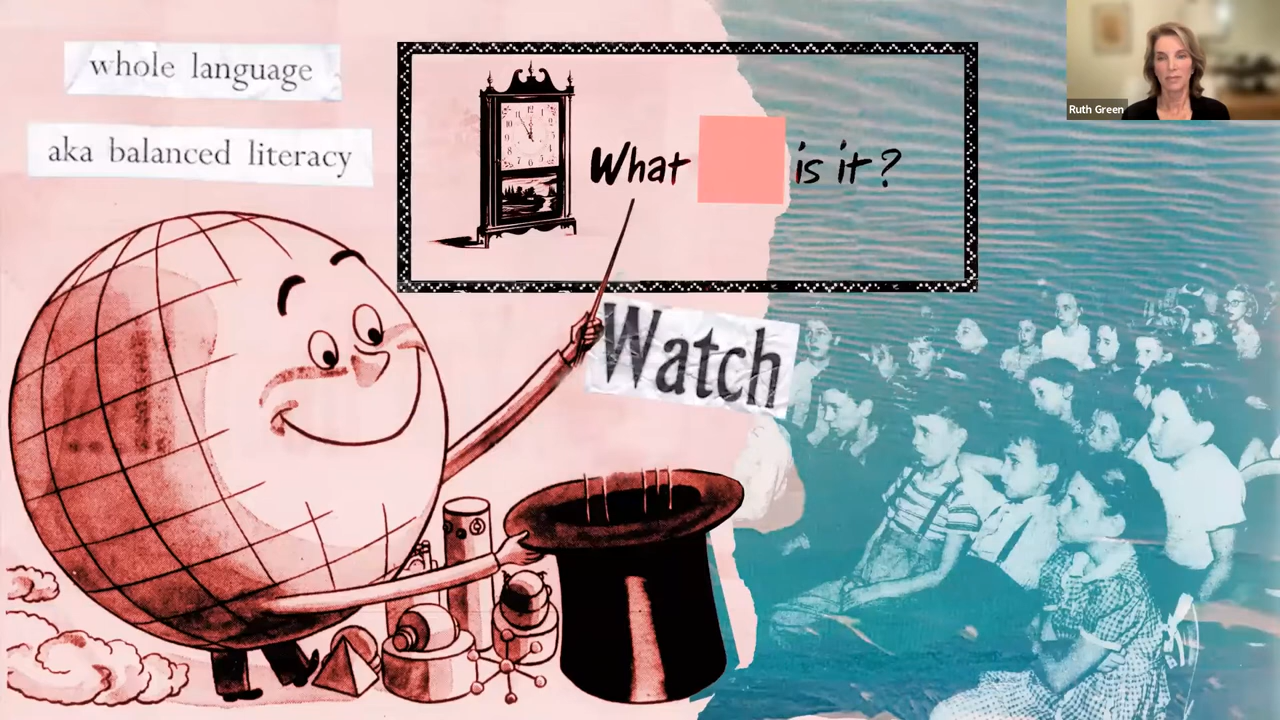 whole language
aka balanced literacy
What is it?
Watch
Ruth Green